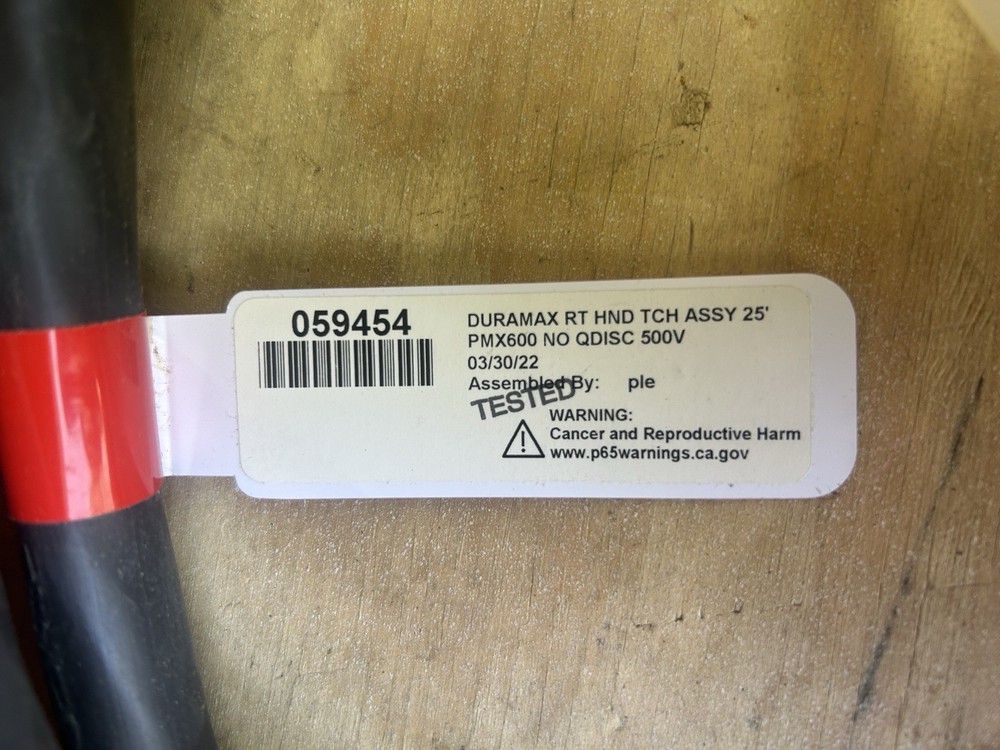 059454
DURAMAX RT HND TCH ASSY 25'
PMX600 NO QDISC 500V
03/30/22
Assembled By: ple
TESTED
WARNING:
Cancer and Reproductive Harm
www.p65warnings.ca.gov